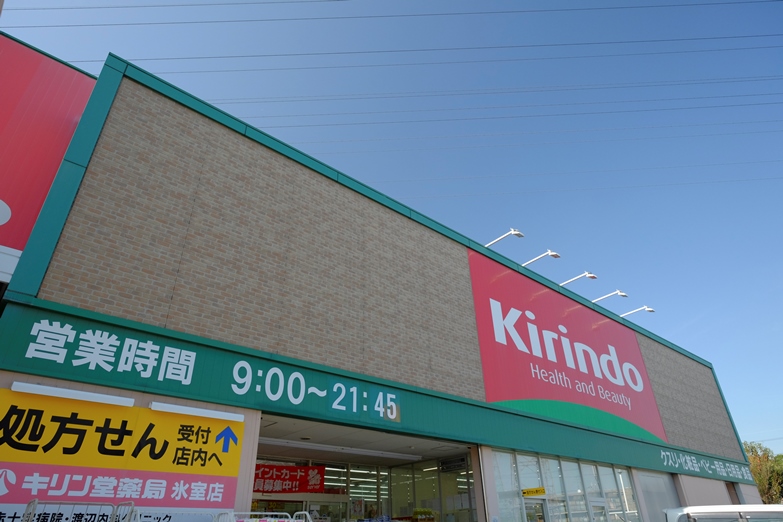 Kirindo
Health and Beauty
営業時間 9:00～21:45
クスリ・化粧品・ベビー用品・日用品・食品
処方せん
受付
店内へ
キリン堂薬局 氷室店
イントカード
員募集中!!